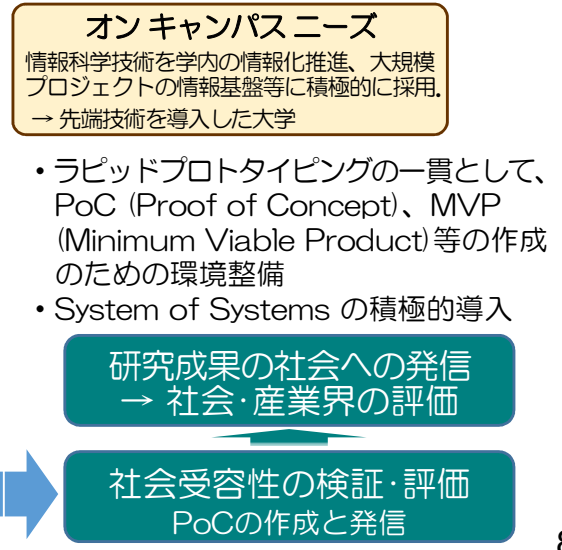 オン キャンパス ニーズ
情報科学技術を学内の情報化推進、大規模
プロジェクトの情報基盤等に積極的に採用.
→ 先端技術を導入した大学
・ラピッドプロトタイピングの一貫として、
PoC (Proof of Concept)、MVP
(Minimum Viable Product)等の作成
のための環境整備
・System of Systems の積極的導入
研究成果の社会への発信
→ 社会・産業界の評価
社会受容性の検証・評価
PoCの作成と発信